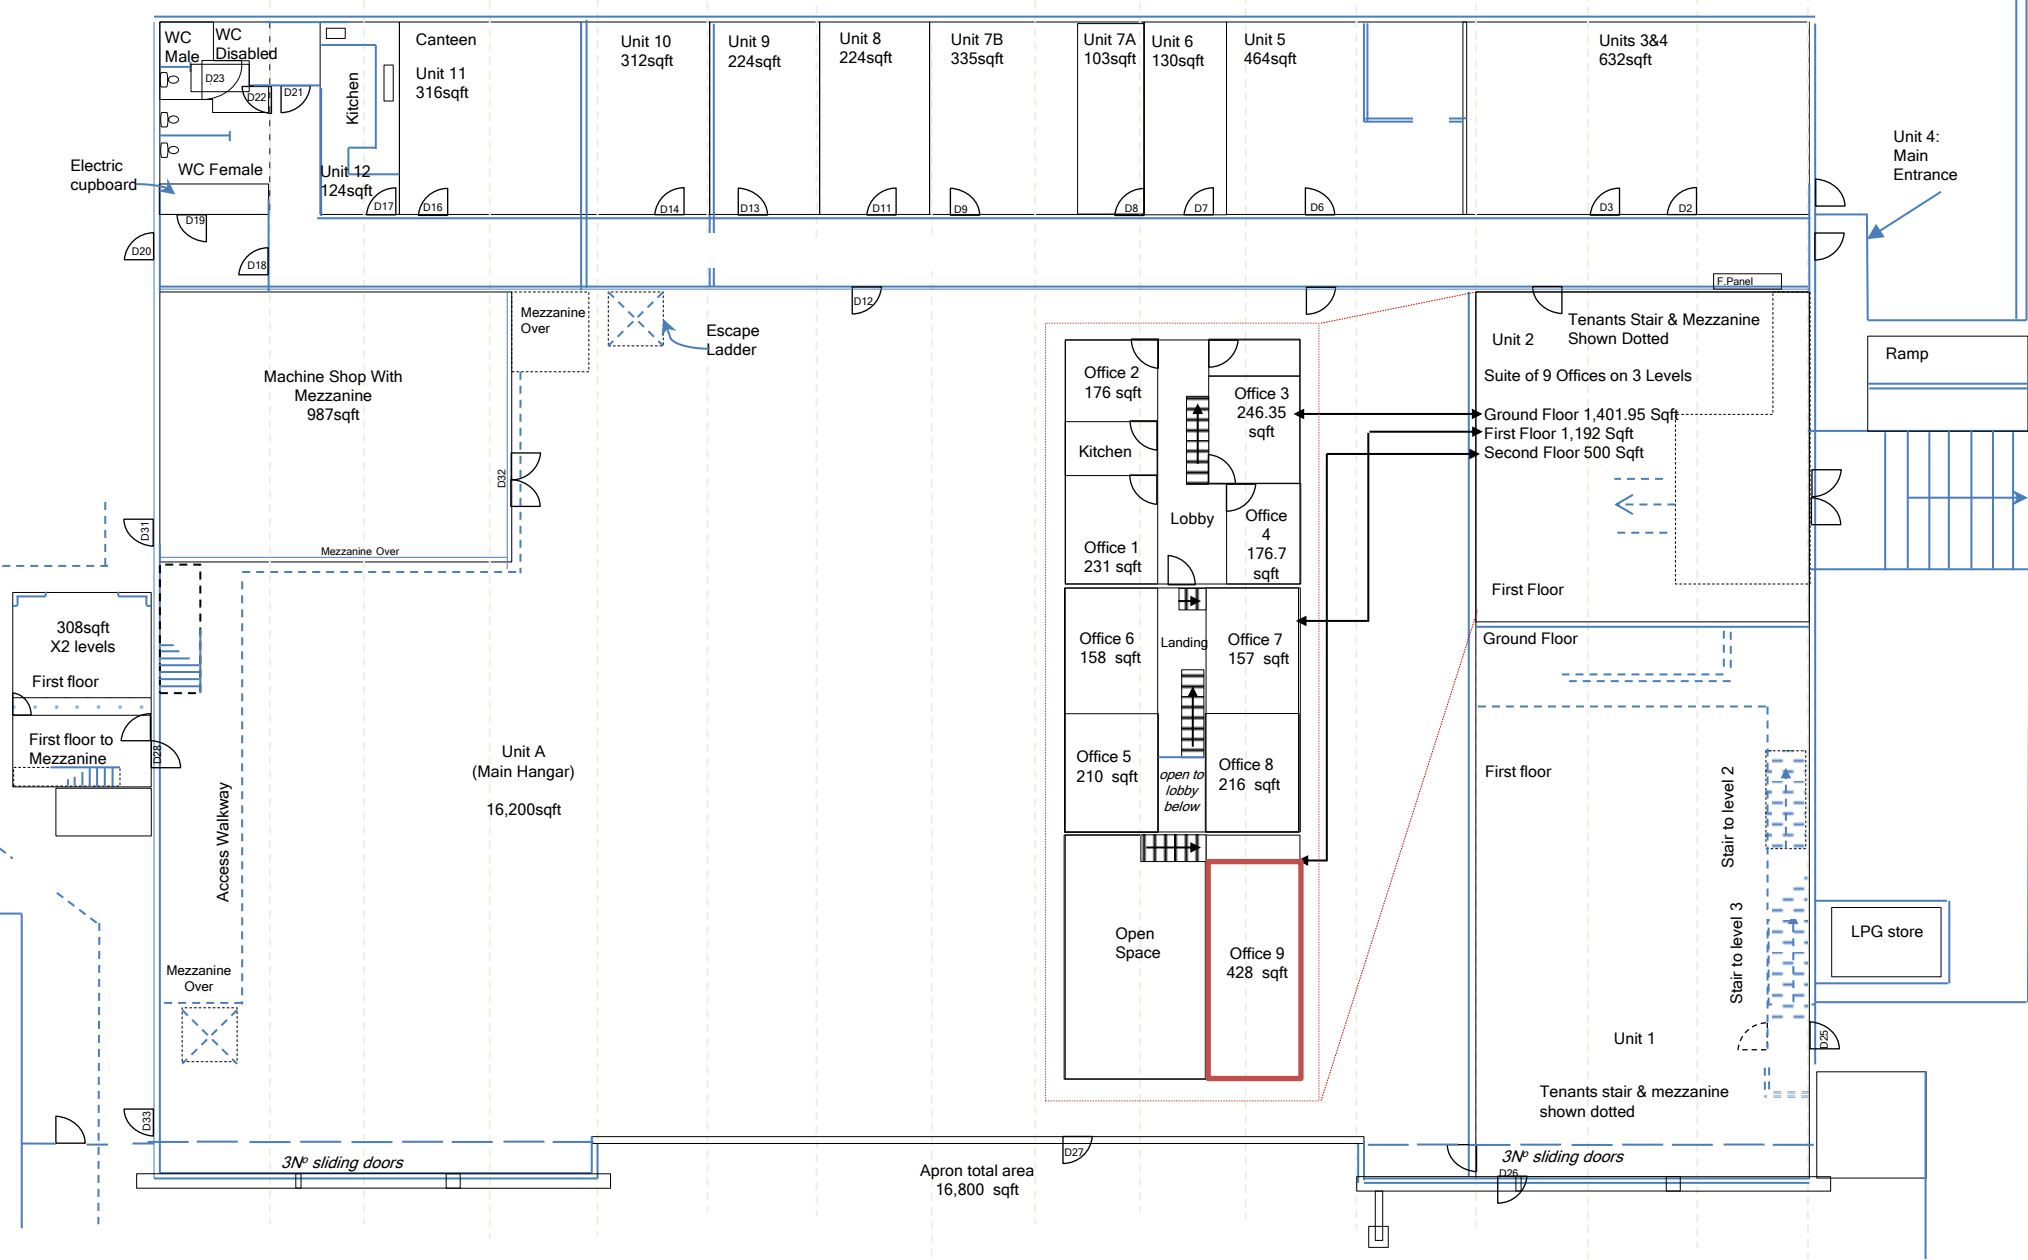 WC
Male
WC
Disabled
D23
D22
D21
WC Female
Electric
cupboard
D19
D20
D18
Kitchen
Unit 12
124sqft
D17
Canteen
Unit 11
316sqft
D16
Unit 10
312sqft
D14
Unit 9
224sqft
D13
Unit 8
224sqft
D11
Unit 7B
335sqft
D9
Unit 7A
103sqft
D8
Unit 6
130sqft
D7
Unit 5
464sqft
D6
Units 3&4
632sqft
D3
D2
Unit 4:
Main
Entrance
F.Panel
D12
Mezzanine
Over
Escape
Ladder
Machine Shop With
Mezzanine
987sqft
D32
Mezzanine Over
D31
308sqft
X2 levels
First floor
First floor to
Mezzanine
D28
Access Walkway
Unit A
(Main Hangar)
16,200sqft
Mezzanine
Over
D33
3Nº sliding doors
Office 2
176 sqft
Office 3
246.35
sqft
Kitchen
Lobby
Office
4
176.7
sqft
Office 1
231 sqft
Office 6
158 sqft
Landing
Office 7
157 sqft
Office 5
210 sqft
open to
lobby
below
Office 8
216 sqft
Open
Space
Office 9
428 sqft
Unit 2
Tenants Stair & Mezzanine
Shown Dotted
Suite of 9 Offices on 3 Levels
Ground Floor 1,401.95 Sqft
First Floor 1,192 Sqft
Second Floor 500 Sqft
First Floor
Ground Floor
First floor
Stair to level 2
Stair to level 3
Unit 1
Tenants stair & mezzanine
shown dotted
Ramp
LPG store
D25
D27
Apron total area
16,800 sqft
3Nº sliding doors
D26